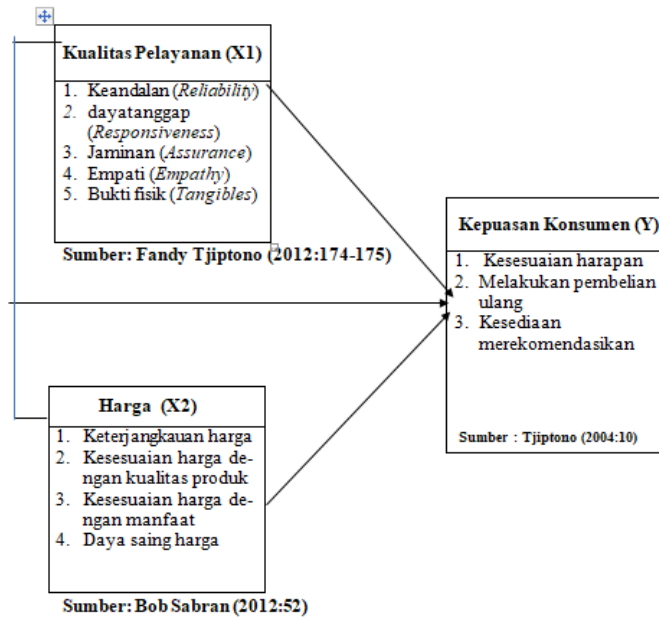 Kualitas Pelayanan (X1)
1. Keandalan (Reliability)
2. dayatanggap
(Responsiveness)
3. Jaminan (Assurance)
4. Empati (Empathy)
5. Bukti fisik (Tangibles)
Sumber: Fandy Tjiptono (2012:174-175)
Kepuasan Konsumen (Y)
1. Kesesuaian harapan
2. Melakukan pembelian
ulang
3. Kesediaan
merekomendasikan
Sumber : Tjiptono (2004:10)
Harga (X2)
1. Keterjangkauan harga
2. Kesesuaian harga de-
ngan kualitas produk
3. Kesesuaian harga de-
ngan manfaat
4. Daya saing harga
Sumber: Bob Sabran (2012:52)